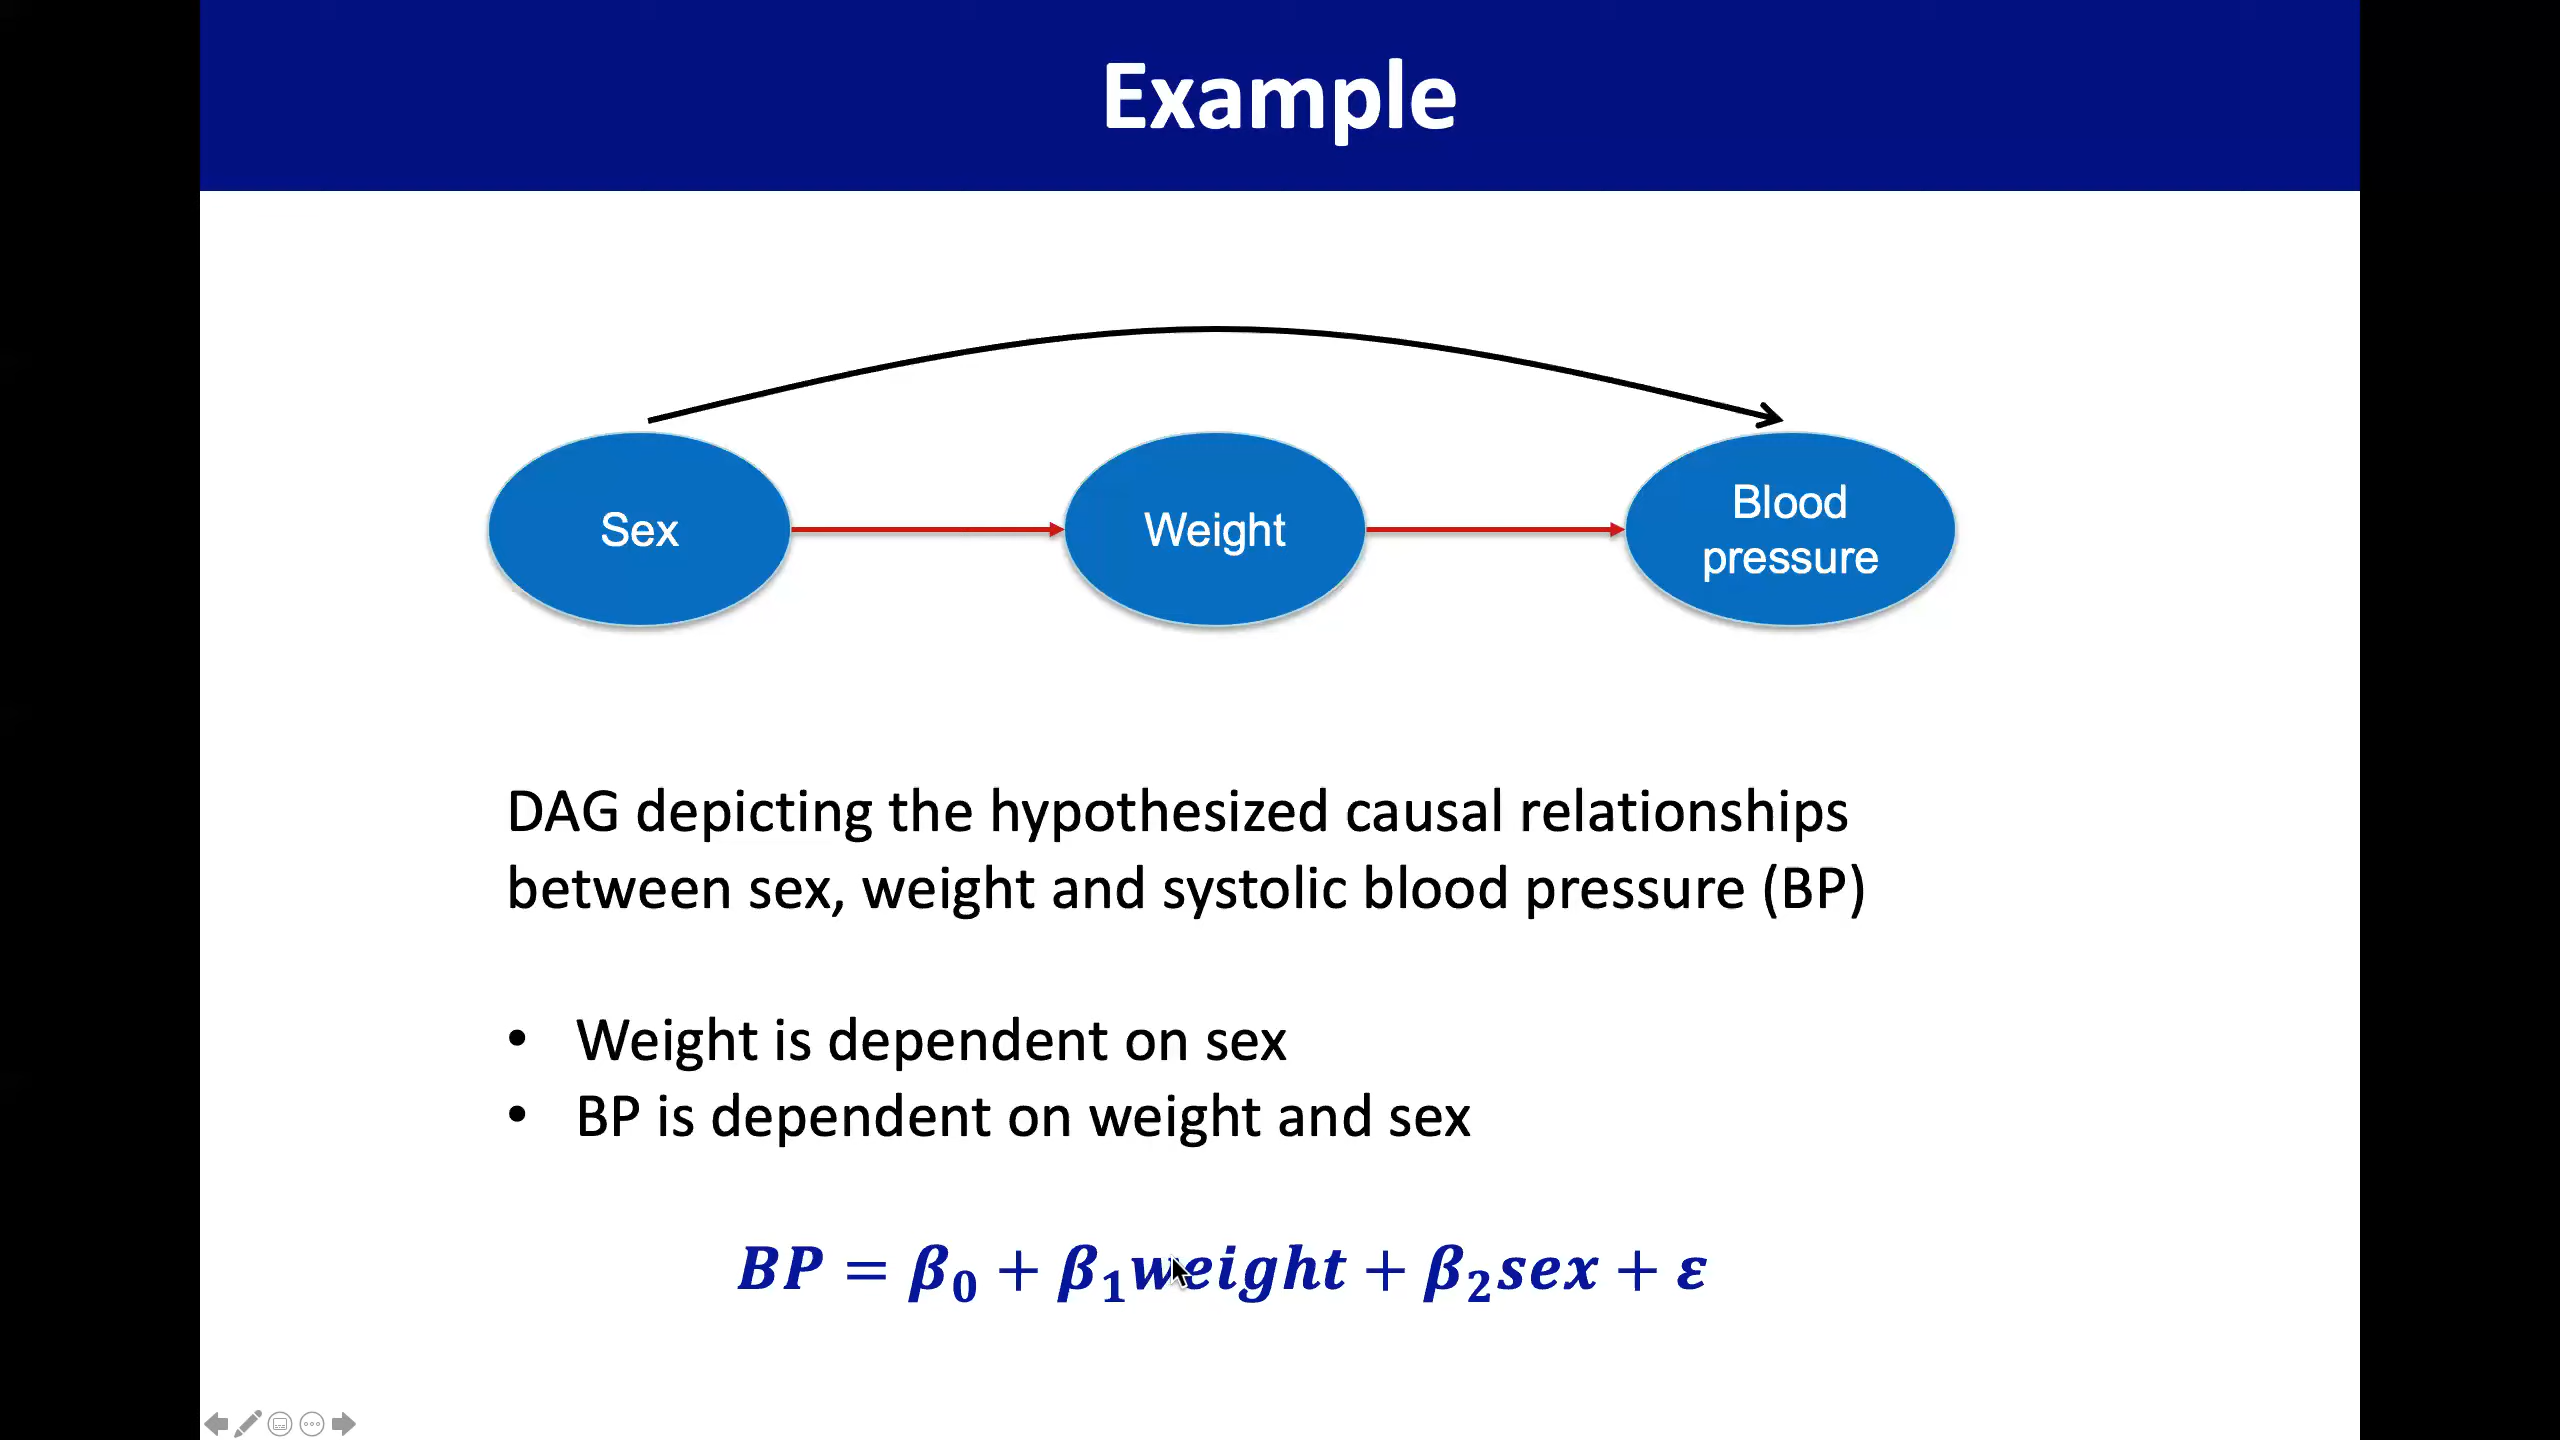 Example
Sex
Weight
Blood
pressure
DAG depicting the hypothesized causal relationships
between sex, weight and systolic blood pressure (BP)
• Weight is dependent on sex
• BP is dependent on weight and sex
BP = β₀ + β₁weight + β₂sex + ε